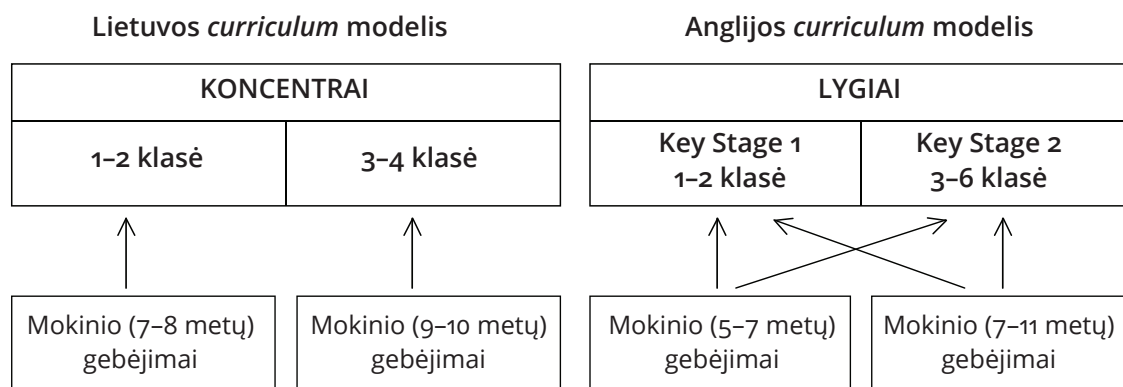 Lietuvos curriculum modelis
KONCENTRAI
1–2 klasė
3–4 klasė
Mokinio (7–8 metų)
gebėjimai
Mokinio (9–10 metų)
gebėjimai
Anglijos curriculum modelis
LYGIAI
Key Stage 1
1–2 klasė
Key Stage 2
3–6 klasė
Mokinio (5–7 metų)
gebėjimai
Mokinio (7–11 metų)
gebėjimai